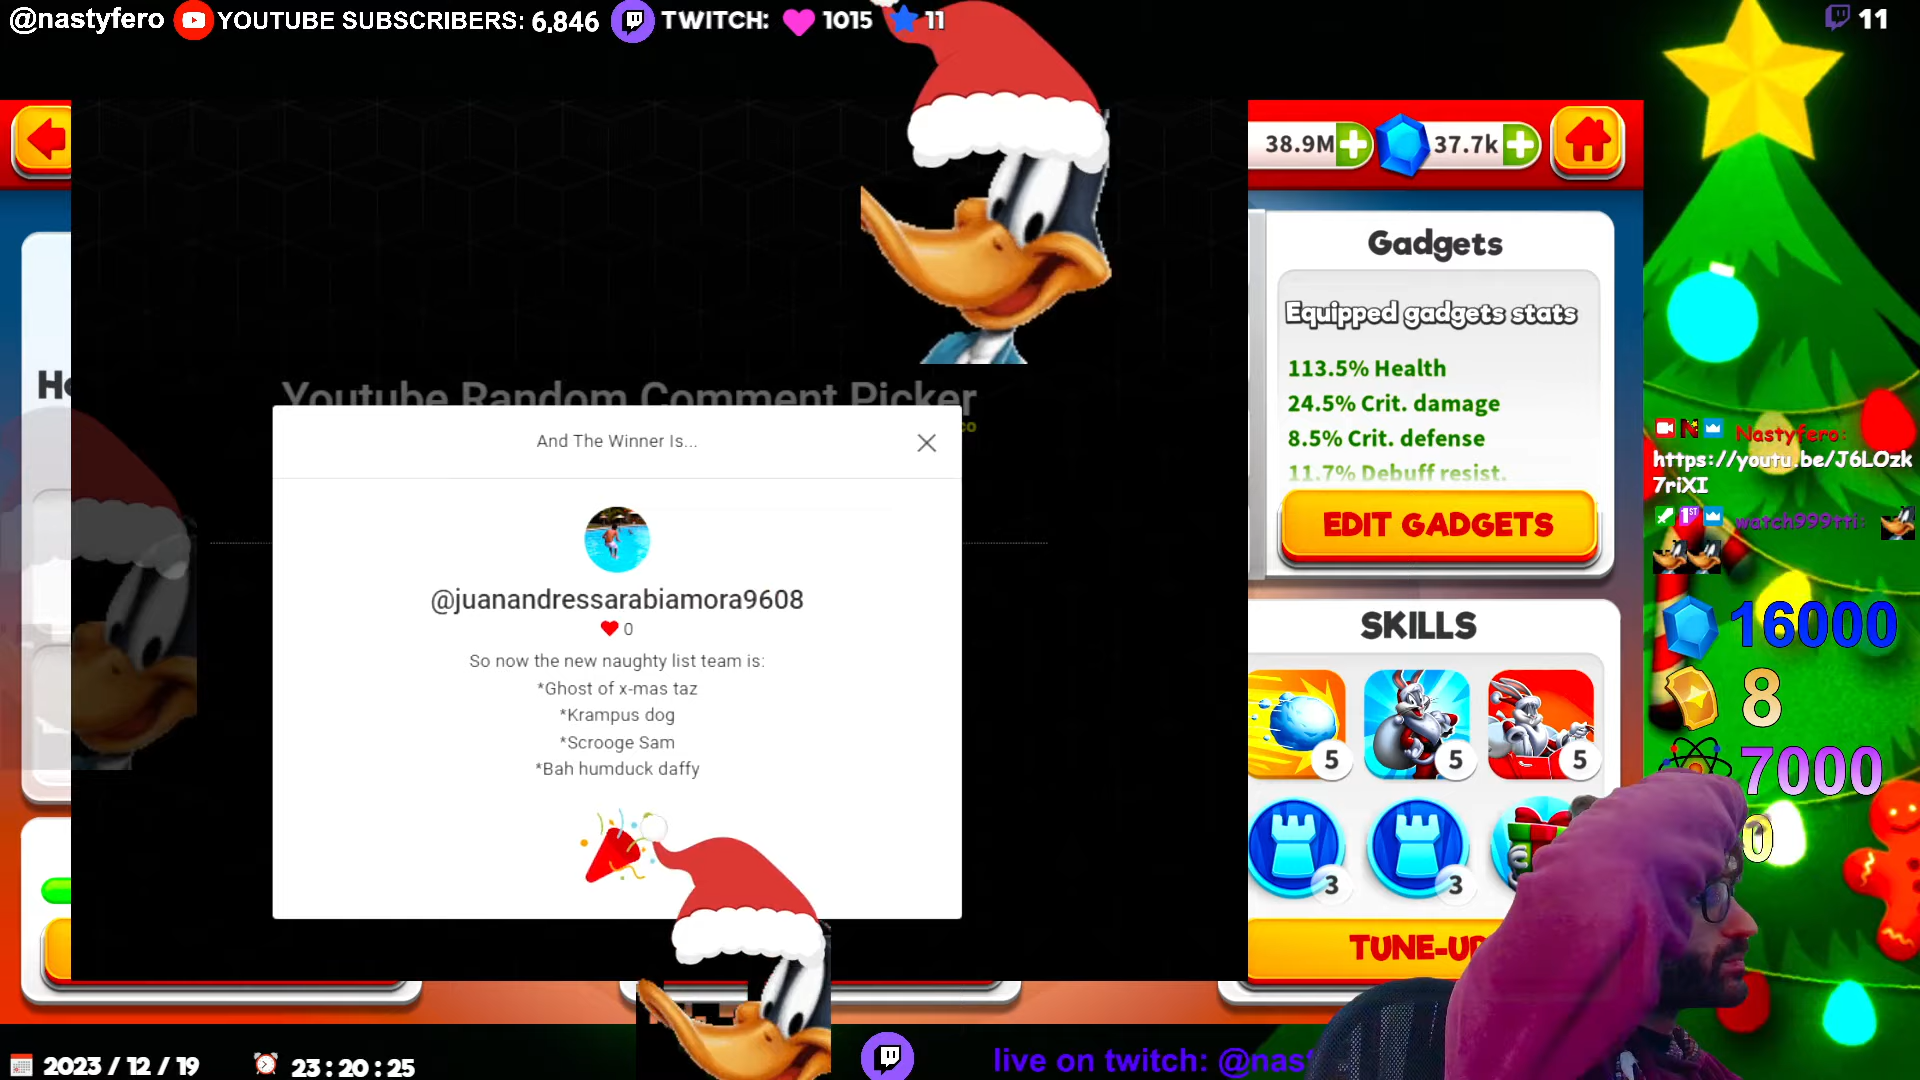 @nastyfero YOUTUBE SUBSCRIBERS: 6,846 TWITCH: 1015 11
11
38.9M 37.7k
Gadgets
Equipped gadgets stats
113.5% Health
24.5% Crit. damage
8.5% Crit. defense
11.7% Debuff resist.
EDIT GADGETS
Youtube Random Comment Picker
And The Winner Is...
@juanandressarabiamora9608
0
So now the new naughty list team is:
*Ghost of x-mas taz
*Krampus dog
*Scrooge Sam
*Bah humduck daffy
SKILLS
5 5 5
3 3
TUNE-UP
Nastyfero:
https://youtu.be/J6LOzk
7riXI
1ST watch999tri:
16000
8
7000
0
2023 / 12 / 19 23:20:25
live on twitch: @nast